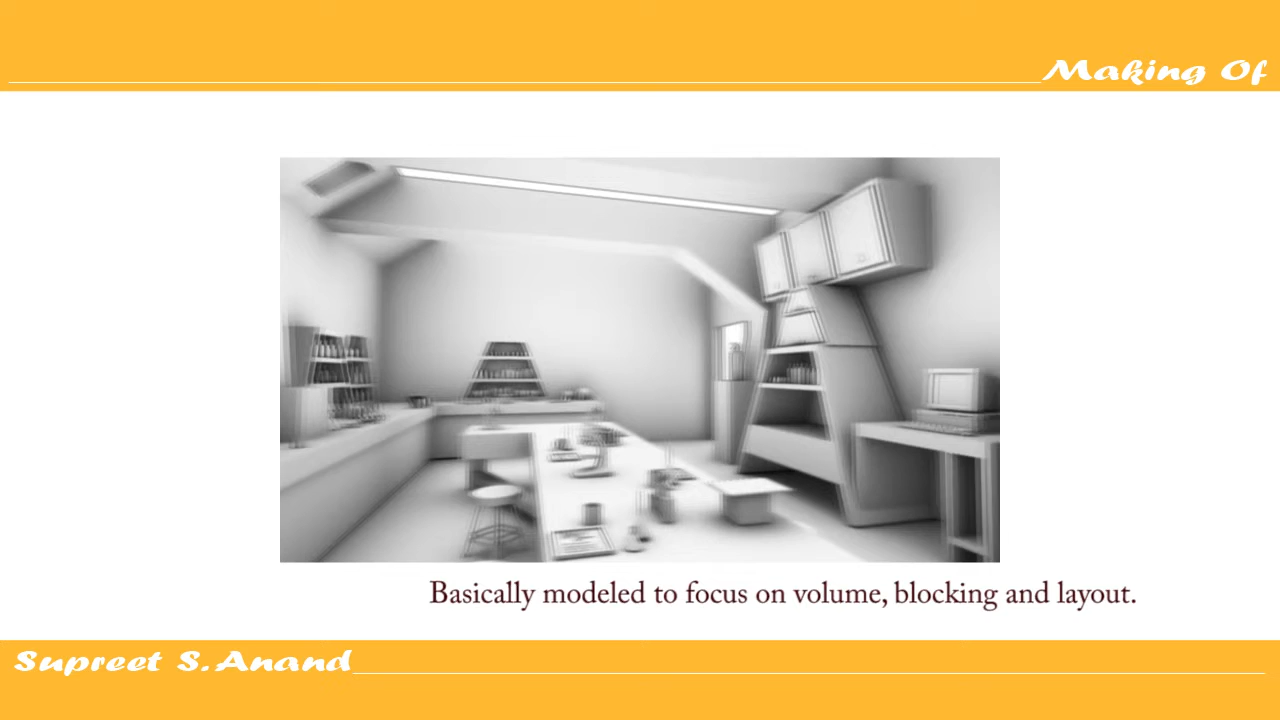 Making Of
Basically modeled to focus on volume, blocking and layout.
Supreet S. Anand